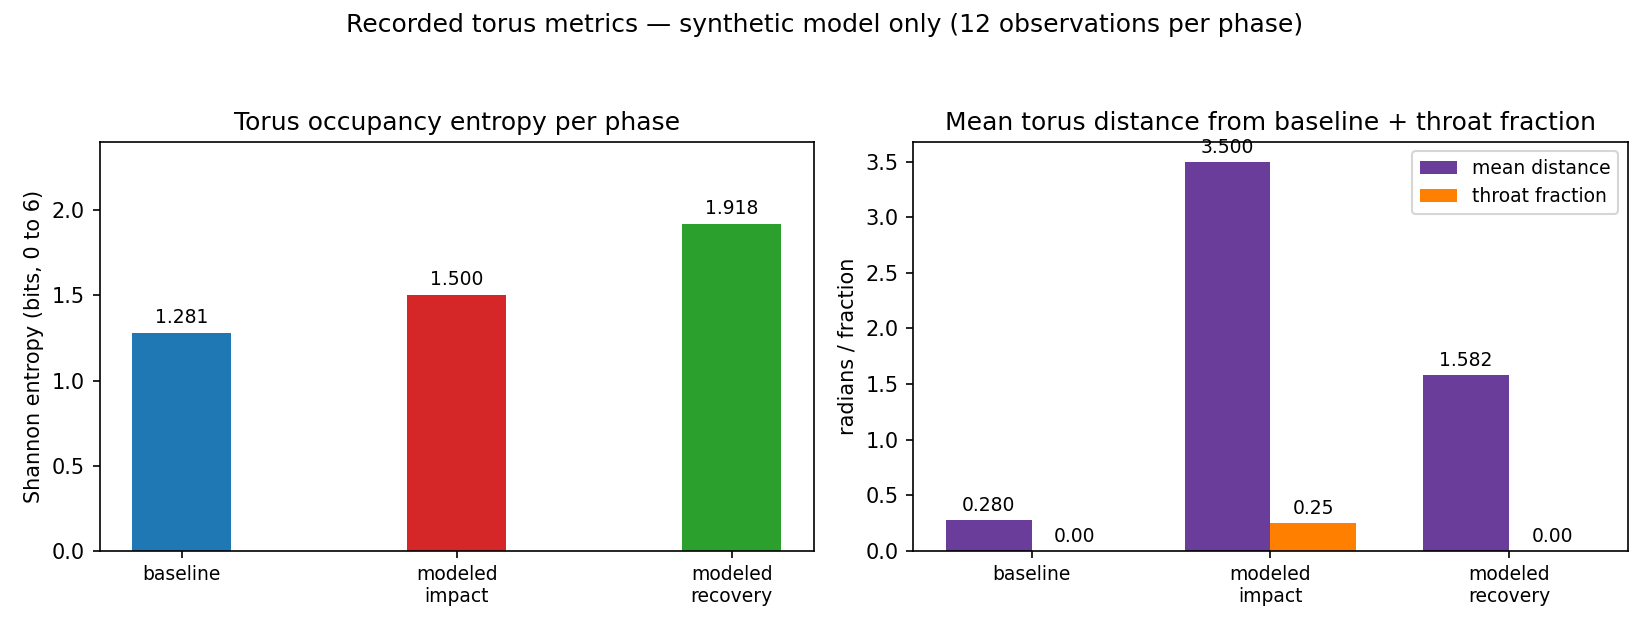 Recorded torus metrics — synthetic model only (12 observations per phase)
Torus occupancy entropy per phase
Shannon entropy (bits, 0 to 6)
2.0
1.5
1.0
0.5
0.0
1.281
1.500
1.918
baseline
modeled
impact
modeled
recovery
Mean torus distance from baseline + throat fraction
radians / fraction
3.5
3.0
2.5
2.0
1.5
1.0
0.5
0.0
mean distance
throat fraction
0.280
0.00
3.500
0.25
1.582
0.00
baseline
modeled
impact
modeled
recovery